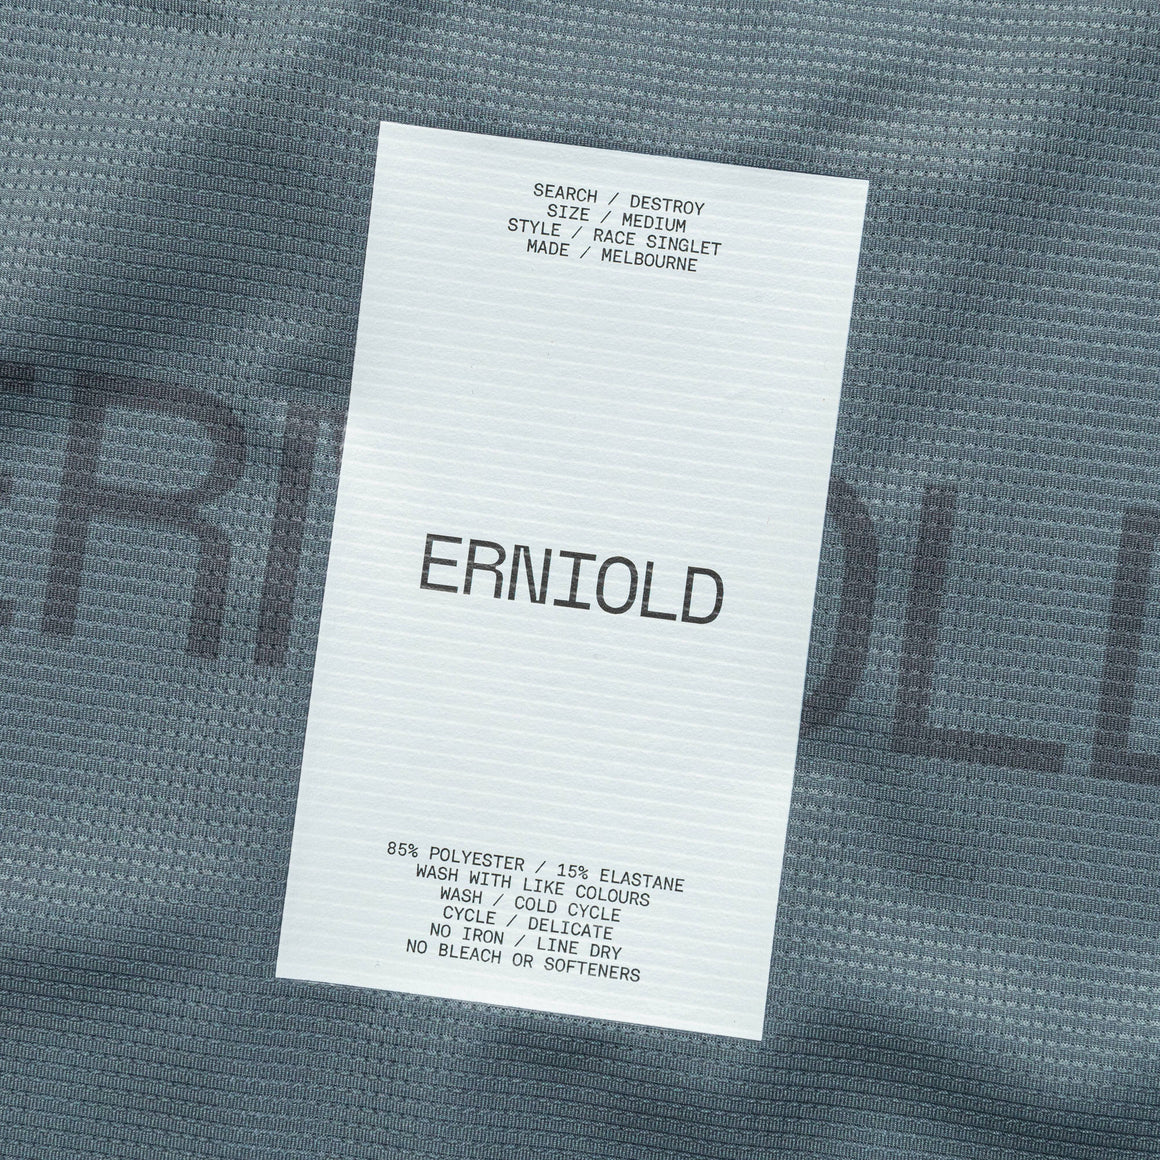 SEARCH / DESTROY
SIZE / MEDIUM
STYLE / RACE SINGLET
MADE / MELBOURNE
ERNIOLD
85% POLYESTER / 15% ELASTANE
WASH WITH LIKE COLOURS
WASH / COLD CYCLE
CYCLE / DELICATE
NO IRON / LINE DRY
NO BLEACH OR SOFTENERS